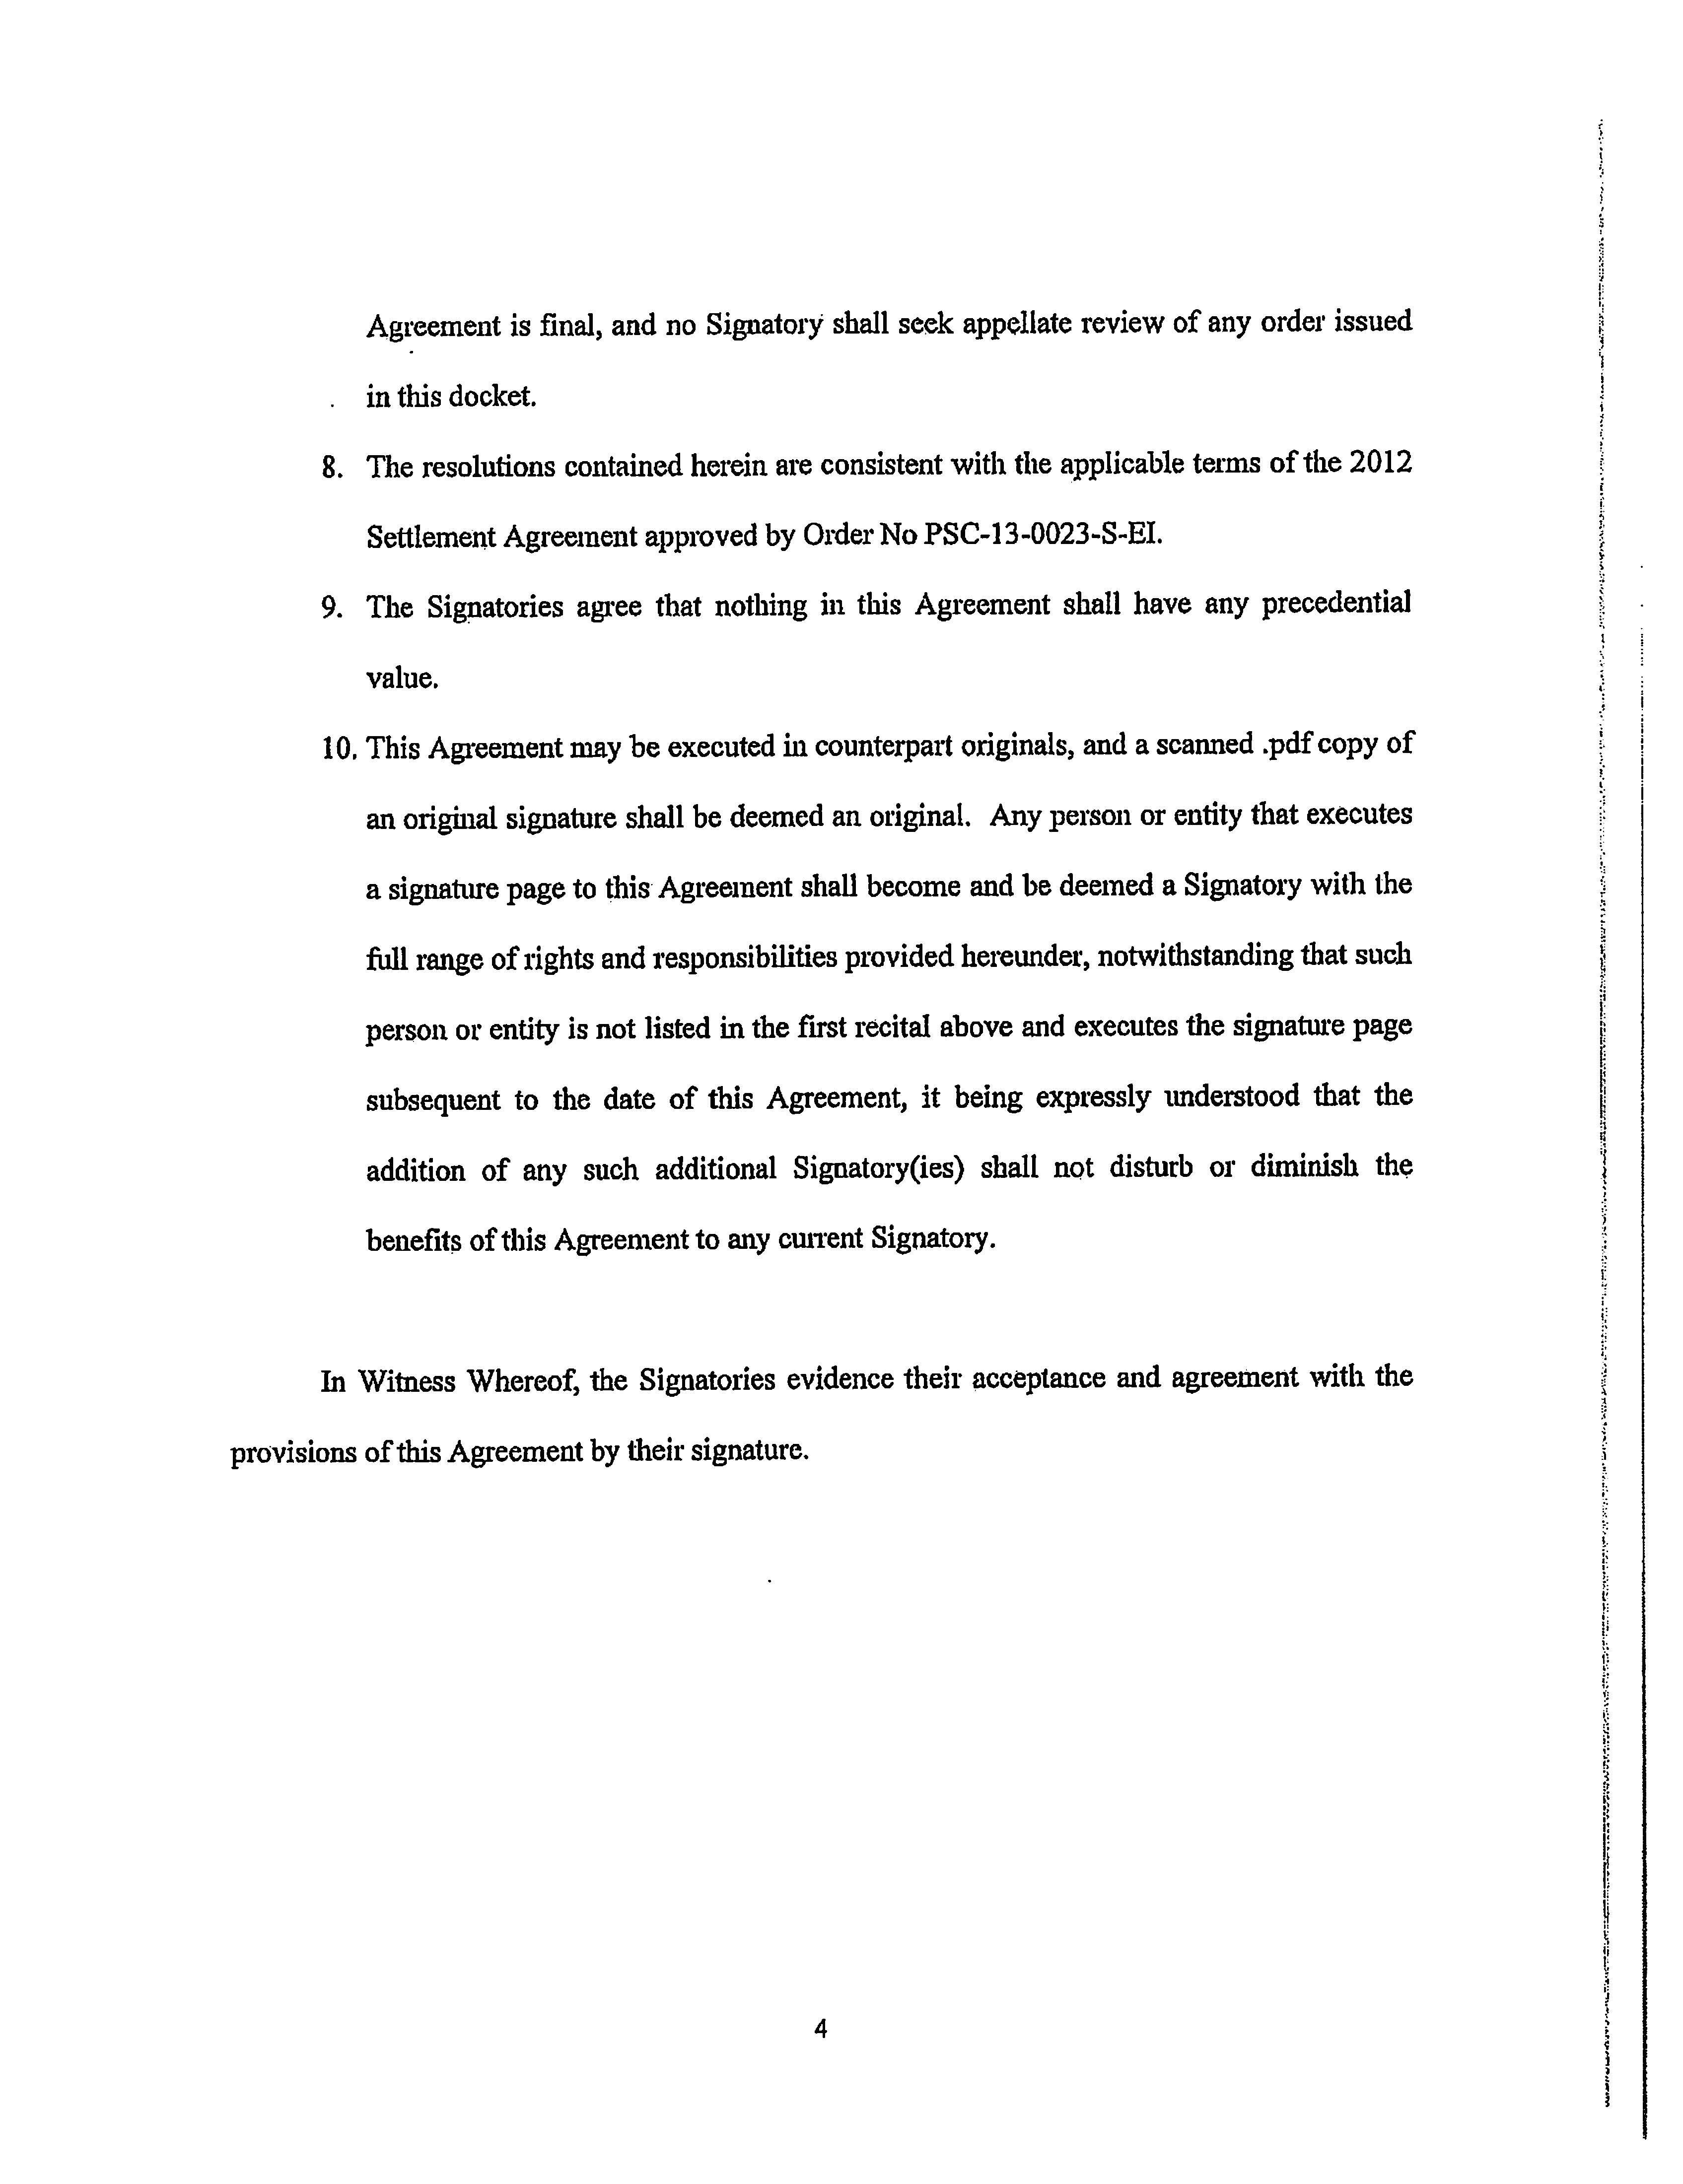 Agreement is final, and no Signatory shall seek appellate review of any order issued
in this docket.
8. The resolutions contained herein are consistent with the applicable terms of the 2012
Settlement Agreement approved by Order No PSC-13-0023-S-EI.
9. The Signatories agree that nothing in this Agreement shall have any precedential
value.
10. This Agreement may be executed in counterpart originals, and a scanned .pdf copy of
an original signature shall be deemed an original. Any person or entity that executes
a signature page to this Agreement shall become and be deemed a Signatory with the
full range of rights and responsibilities provided hereunder, notwithstanding that such
person or entity is not listed in the first recital above and executes the signature page
subsequent to the date of this Agreement, it being expressly understood that the
addition of any such additional Signatory(ies) shall not disturb or diminish the
benefits of this Agreement to any current Signatory.
In Witness Whereof, the Signatories evidence their acceptance and agreement with the
provisions of this Agreement by their signature.
4